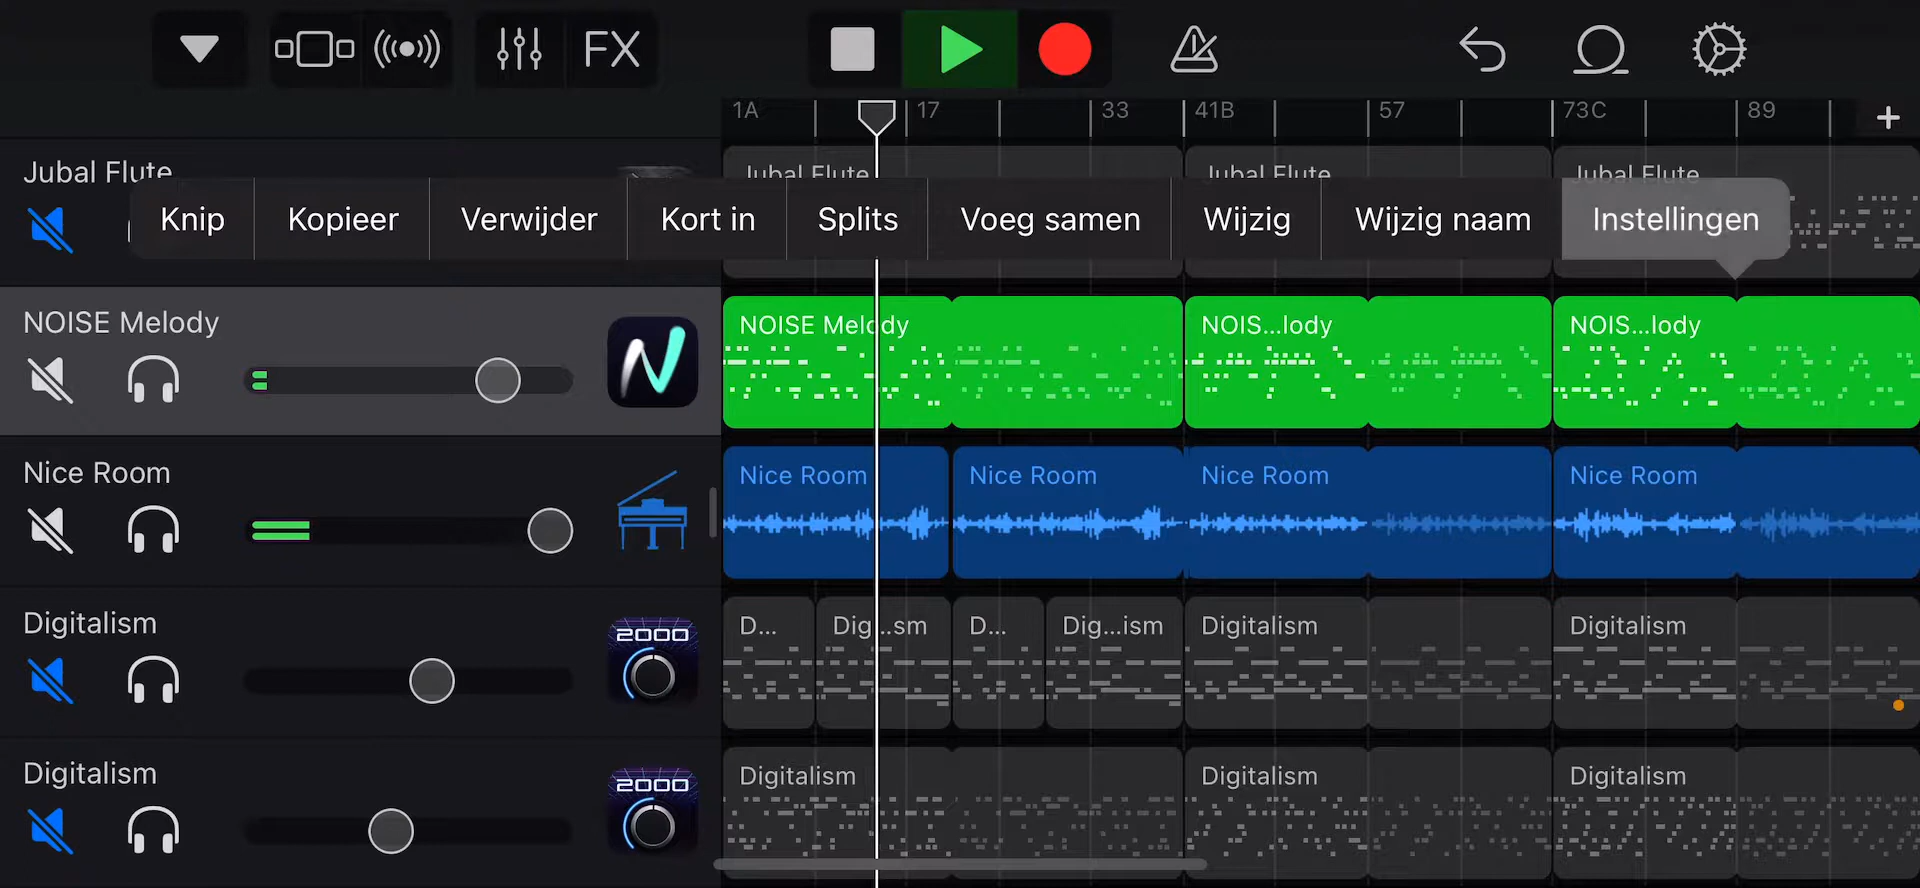 FX
1A 17 33 41B 57 73C 89 +
Jubal Flute
Jubal Flute Jubal Flute Jubal Flute
Knip Kopieer Verwijder Kort in Splits Voeg samen Wijzig Wijzig naam Instellingen
NOISE Melody
NOISE Melody NOIS...lody NOIS...lody
Nice Room
Nice Room Nice Room Nice Room Nice Room
Digitalism
2000
D... Dig...sm D... Dig...ism Digitalism Digitalism
Digitalism
2000
Digitalism Digitalism Digitalism